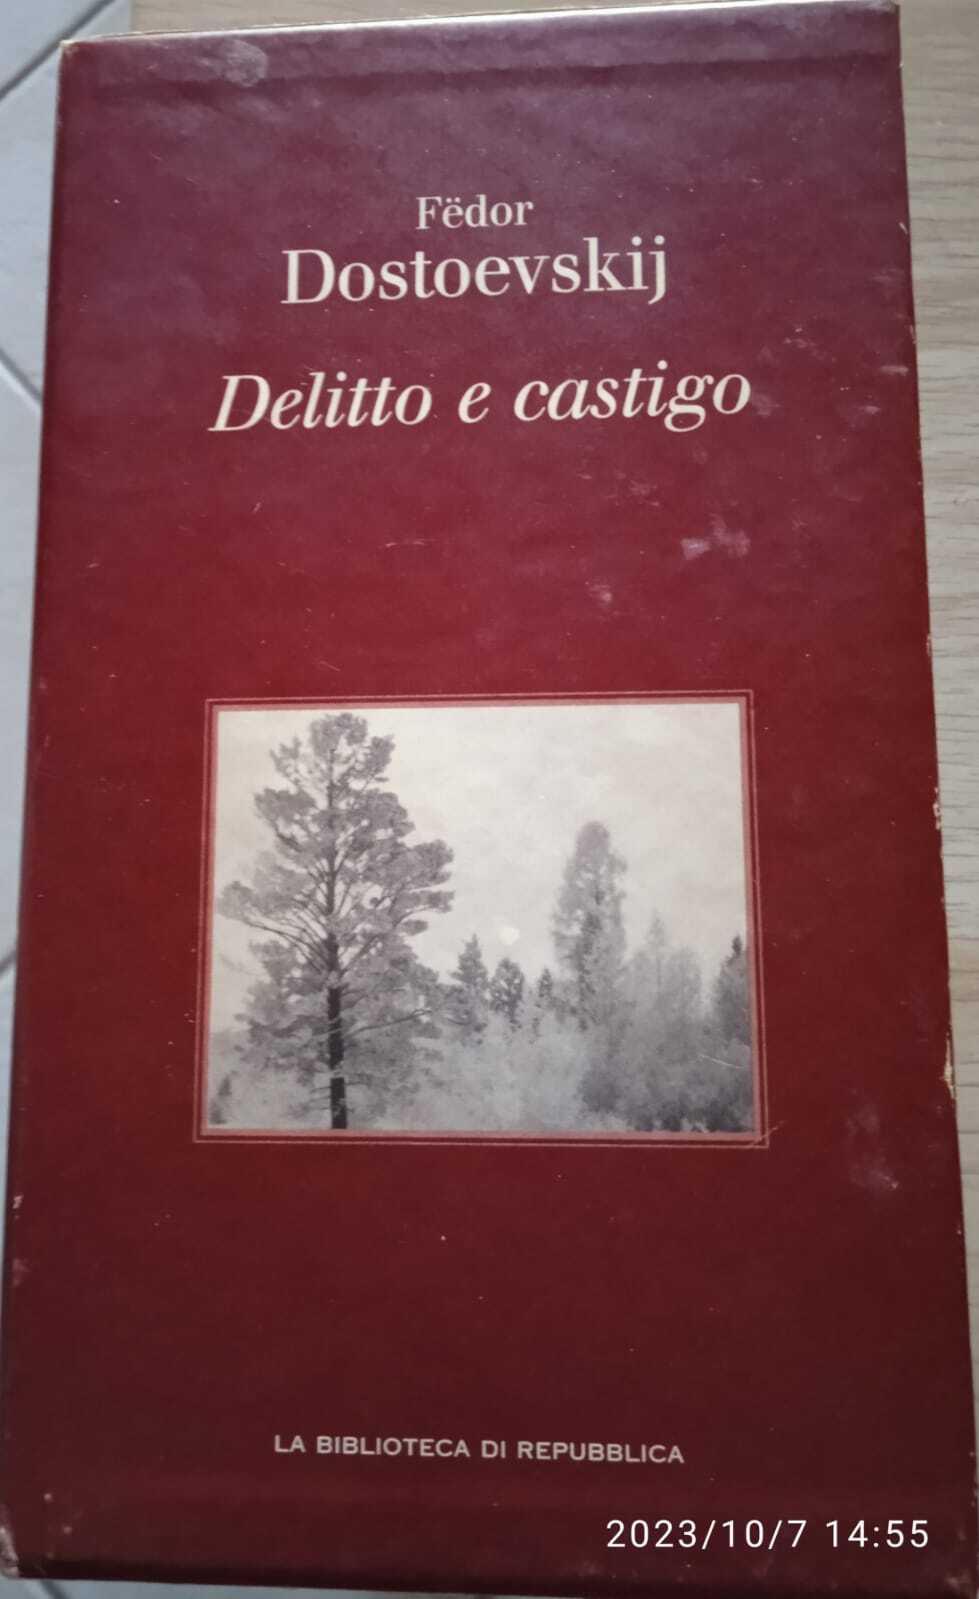 Fëdor
Dostoevskij
Delitto e castigo
LA BIBLIOTECA DI REPUBBLICA
2023/10/7 14:55